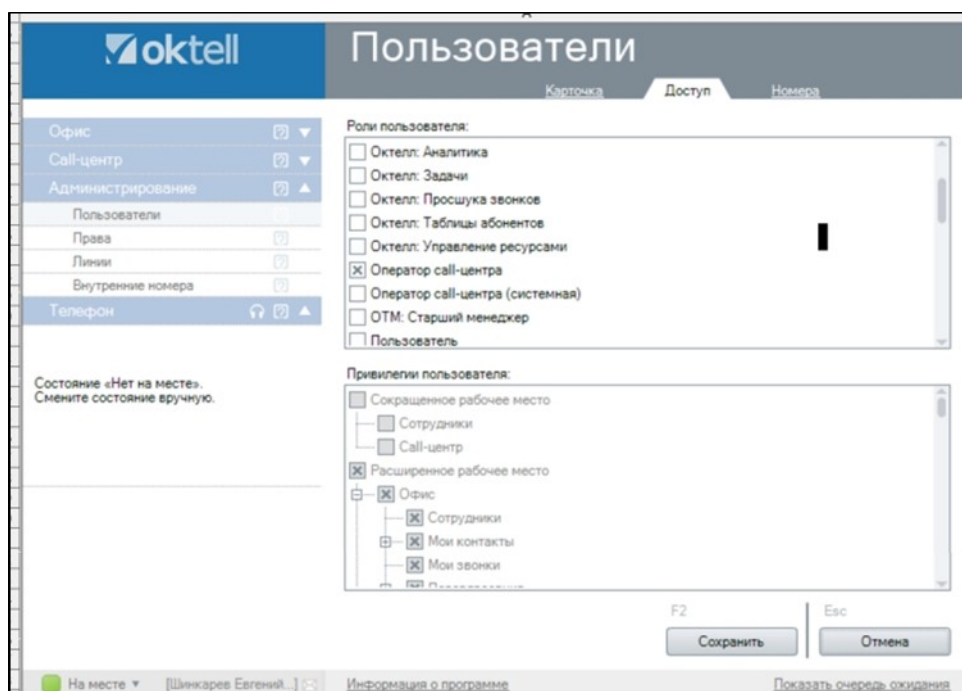 oktell
Пользователи
Карточка
Доступ
Номера
Офис
Call-центр
Администрирование
Пользователи
Права
Линии
Внутренние номера
Телефон
Состояние «Нет на месте».
Смените состояние вручную.
Роли пользователя:
Октелл: Аналитика
Октелл: Задачи
Октелл: Просшука звонков
Октелл: Таблицы абонентов
Октелл: Управление ресурсами
Оператор call-центра
Оператор call-центра (системная)
ОТМ: Старший менеджер
Пользователь
Привилегии пользователя:
Сокращенное рабочее место
Сотрудники
Call-центр
Расширенное рабочее место
Офис
Сотрудники
Мои контакты
Мои звонки
F2
Esc
Сохранить
Отмена
На месте
[Шинкарев Евгений...]
Информация о программе
Показать очередь ожидания